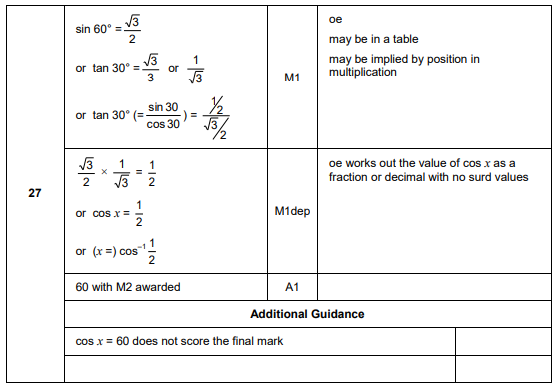 27
sin 60° = √3/2
or tan 30° = √3/3 or 1/√3
or tan 30° (= sin 30/cos 30) = ½/(√3/2)
M1
oe
may be in a table
may be implied by position in
multiplication
√3/2 × 1/√3 = 1/2
or cos x = 1/2
or (x =) cos⁻¹ 1/2
M1dep
oe works out the value of cos x as a
fraction or decimal with no surd values
60 with M2 awarded
A1
Additional Guidance
cos x = 60 does not score the final mark